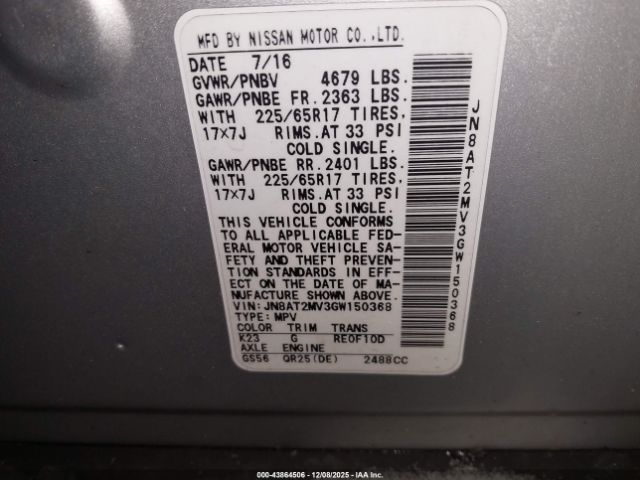 MFD BY NISSAN MOTOR CO.,LTD.
DATE 7/16
GVWR/PNBV 4679 LBS.
GAWR/PNBE FR. 2363 LBS.
WITH 225/65R17 TIRES,
17X7J RIMS.AT 33 PSI
COLD SINGLE.
GAWR/PNBE RR. 2401 LBS.
WITH 225/65R17 TIRES,
17X7J RIMS.AT 33 PSI
COLD SINGLE.
THIS VEHICLE CONFORMS
TO ALL APPLICABLE FED-
ERAL MOTOR VEHICLE SA-
FETY AND THEFT PREVEN-
TION STANDARDS IN EFF-
ECT ON THE DATE OF MA-
NUFACTURE SHOWN ABOVE.
VIN: JN8AT2MV3GW150368
TYPE: MPV
COLOR TRIM TRANS
K23 G RE0F10D
AXLE ENGINE
GS56 QR25(DE) 2488CC
JN8AT2MV3GW150368
000-43864506 - 12/08/2025 - IAAI.com